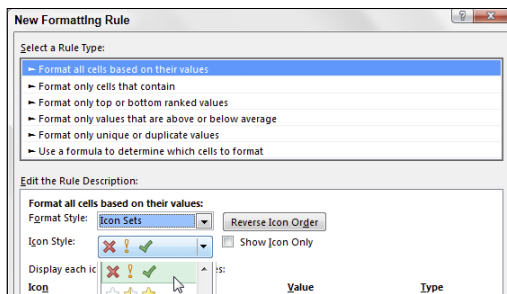 New Formatting Rule
Select a Rule Type:
► Format all cells based on their values
► Format only cells that contain
► Format only top or bottom ranked values
► Format only values that are above or below average
► Format only unique or duplicate values
► Use a formula to determine which cells to format
Edit the Rule Description:
Format all cells based on their values:
Format Style: Icon Sets Reverse Icon Order
Icon Style: Show Icon Only
Display each ic es:
Icon Value Type